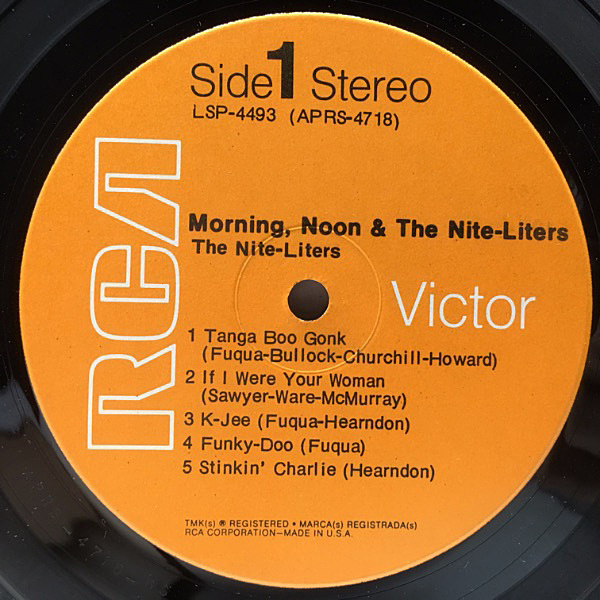 Side 1 Stereo
LSP-4493 (APRS-4718)
RCA
Morning, Noon & The Nite-Liters
The Nite-Liters
Victor
1 Tanga Boo Gonk
(Fuqua-Bullock-Churchill-Howard)
2 If I Were Your Woman
(Sawyer-Ware-McMurray)
3 K-Jee (Fuqua-Hearndon)
4 Funky-Doo (Fuqua)
5 Stinkin' Charlie (Hearndon)
TMK(s) ® REGISTERED • MARCA(s) REGISTRADA(s)
RCA CORPORATION—MADE IN U.S.A.